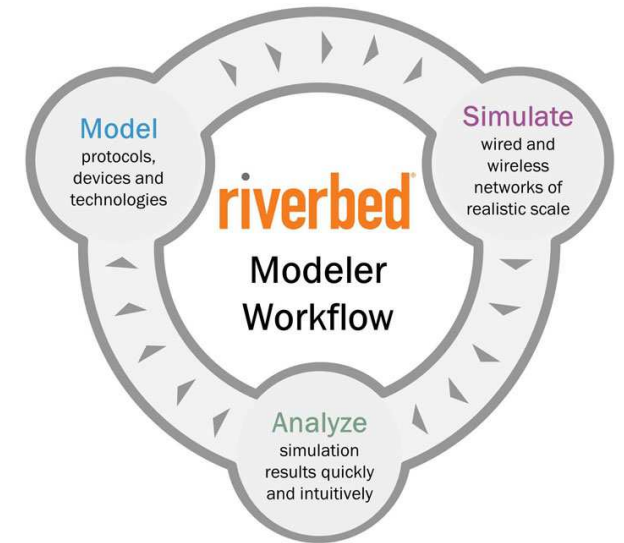 Model
protocols,
devices and
technologies
Simulate
wired and
wireless
networks of
realistic scale
riverbed®
Modeler
Workflow
Analyze
simulation
results quickly
and intuitively